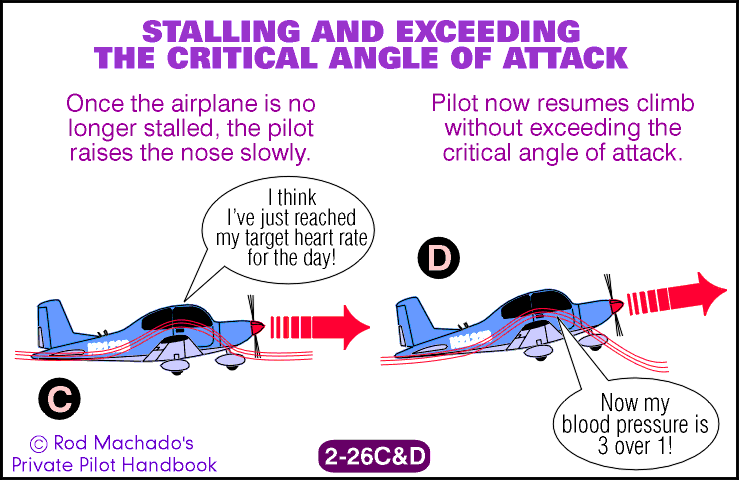 STALLING AND EXCEEDING
THE CRITICAL ANGLE OF ATTACK
Once the airplane is no
longer stalled, the pilot
raises the nose slowly.
Pilot now resumes climb
without exceeding the
critical angle of attack.
I think
I've just reached
my target heart rate
for the day!
D
C
Now my
blood pressure is
3 over 1!
© Rod Machado's
Private Pilot Handbook
2-26C&D